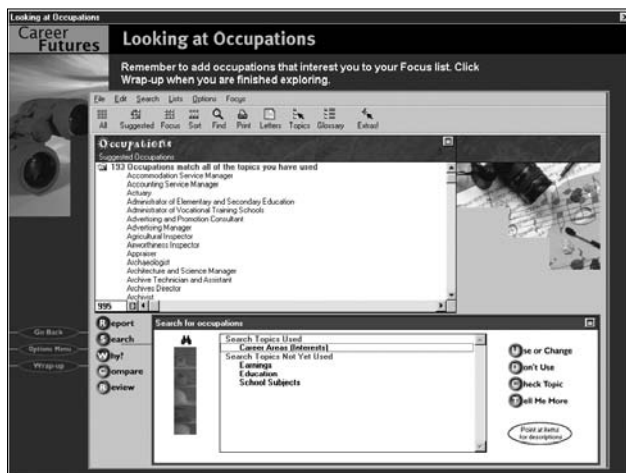 Looking at Occupations
Career
Futures
Looking at Occupations
Remember to add occupations that interest you to your Focus list. Click
Wrap-up when you are finished exploring.
File Edit Search Lists Options Focus
All Suggested Focus Sort Find Print Letters Topics Glossary Extras!
Occupations
Suggested Occupations
193 Occupations match all of the topics you have used
Accommodation Service Manager
Accounting Service Manager
Actuary
Administrator of Elementary and Secondary Education
Administrator of Vocational Training Schools
Advertising and Promotion Consultant
Advertising Manager
Agricultural Inspector
Airworthiness Inspector
Appraiser
Archaeologist
Architecture and Science Manager
Archive Technician and Assistant
Archives Director
Archivist
995
Go Back
Options Menu
Wrap-up
Report
Search
Why?
Compare
Review
Search for occupations
Search Topics Used
Career Areas (Interests)
Search Topics Not Yet Used
Earnings
Education
School Subjects
Use or Change
Don't Use
Check Topic
Tell Me More
Point at items
for descriptions